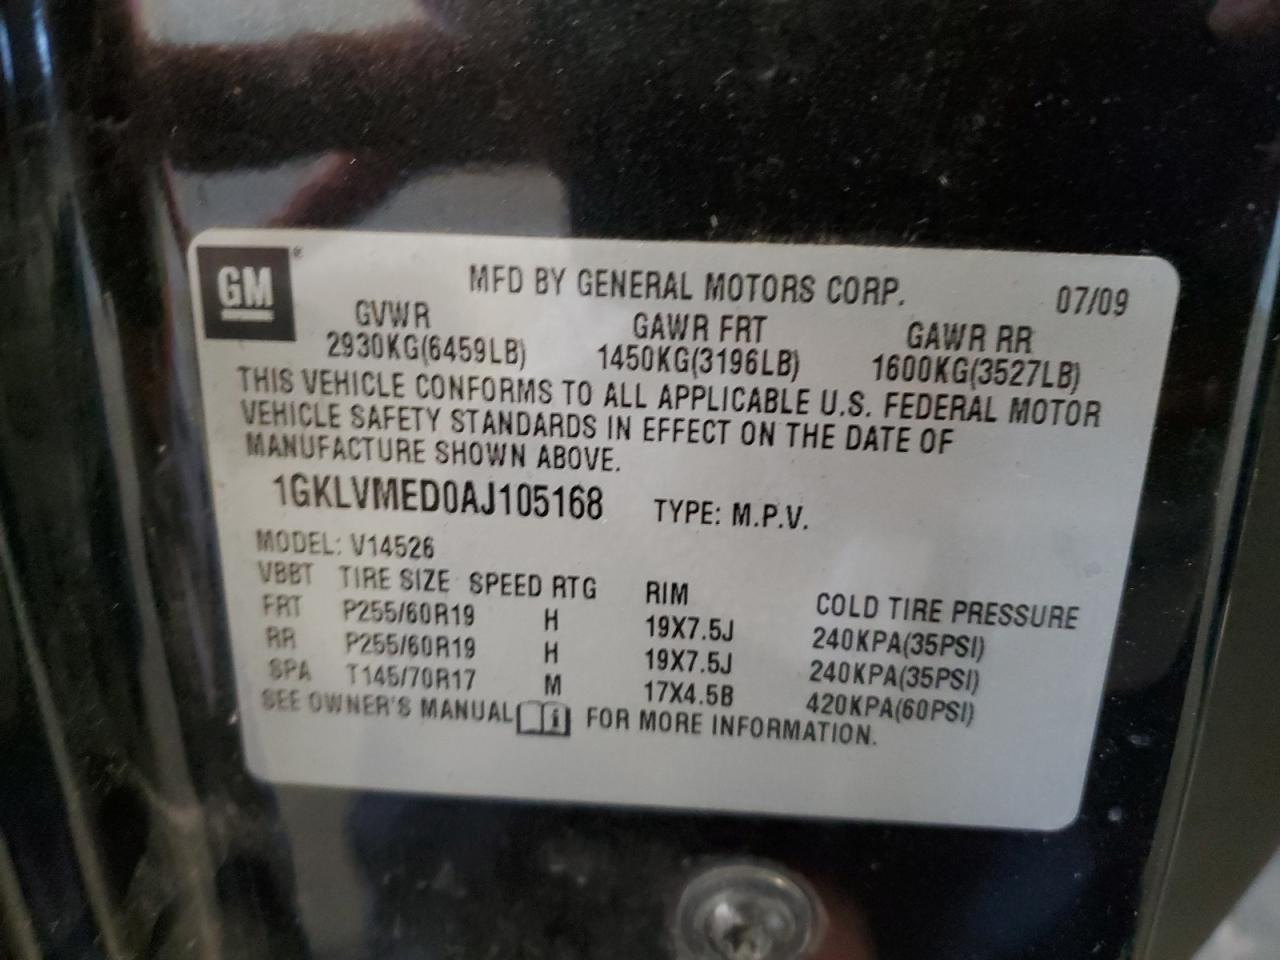 GM®
MFD BY GENERAL MOTORS CORP. 07/09
GVWR GAWR FRT GAWR RR
2930KG(6459LB) 1450KG(3196LB) 1600KG(3527LB)
THIS VEHICLE CONFORMS TO ALL APPLICABLE U.S. FEDERAL MOTOR
VEHICLE SAFETY STANDARDS IN EFFECT ON THE DATE OF
MANUFACTURE SHOWN ABOVE.
1GKLVMED0AJ105168 TYPE: M.P.V.
MODEL: V14526
VBBT TIRE SIZE SPEED RTG RIM COLD TIRE PRESSURE
FRT P255/60R19 H 19X7.5J 240KPA(35PSI)
RR P255/60R19 H 19X7.5J 240KPA(35PSI)
SPA T145/70R17 M 17X4.5B 420KPA(60PSI)
SEE OWNER'S MANUAL i FOR MORE INFORMATION.